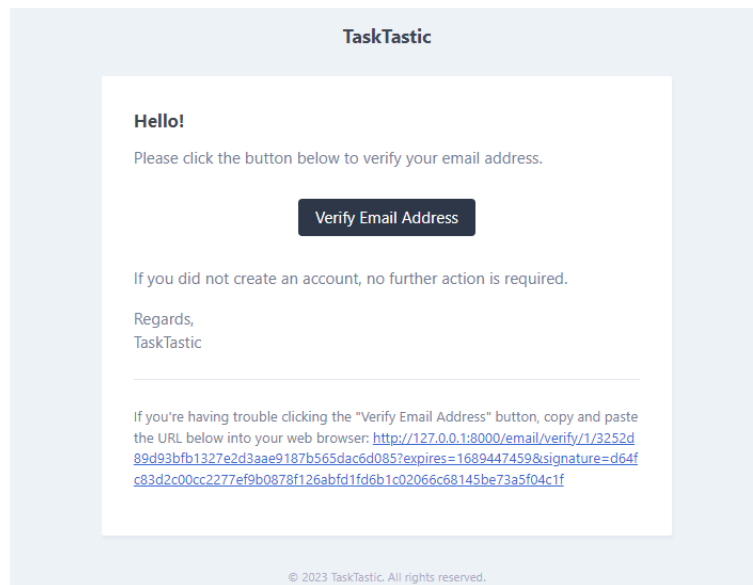 TaskTastic
Hello!
Please click the button below to verify your email address.
Verify Email Address
If you did not create an account, no further action is required.
Regards,
TaskTastic
If you're having trouble clicking the "Verify Email Address" button, copy and paste
the URL below into your web browser: http://127.0.0.1:8000/email/verify/1/3252d
89d93bfb1327e2d3aae9187b565dac6d085?expires=1689447459&signature=d64f
c83d2c00cc2277ef9b0878f126abfd1fd6b1c02066c68145be73a5f04c1f
© 2023 TaskTastic. All rights reserved.